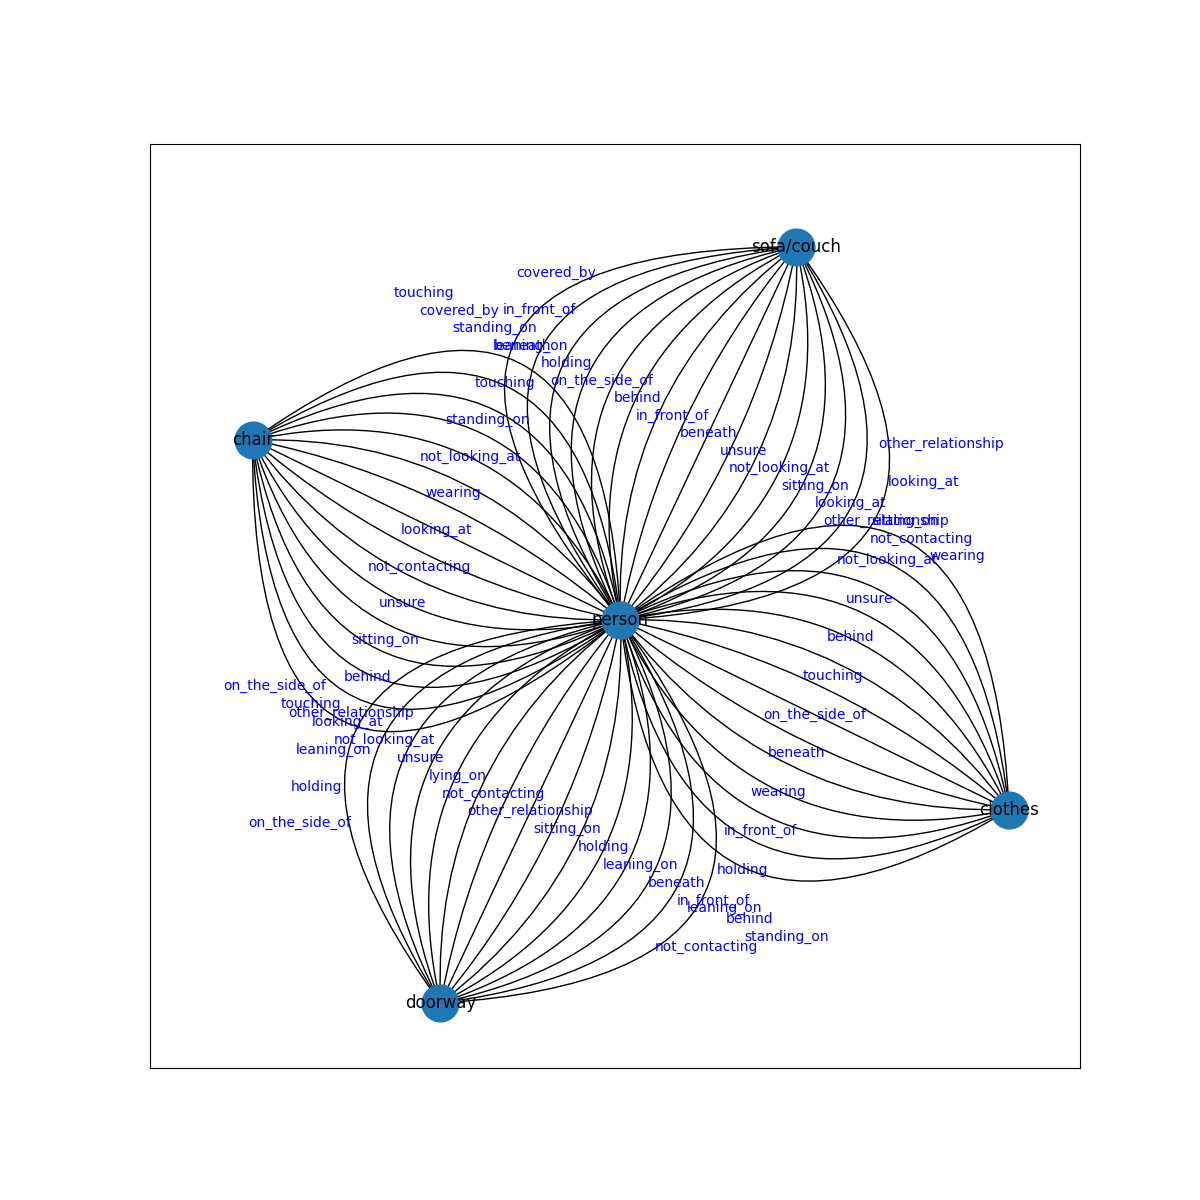 sofa/couch
covered_by
touching
covered_by
in_front_of
standing_on
leaning_on
beneath
holding
on_the_side_of
touching
behind
in_front_of
standing_on
beneath
chair
other_relationship
unsure
not_looking_at
not_looking_at
looking_at
sitting_on
wearing
looking_at
other_relationship
sitting_on
looking_at
not_contacting
wearing
not_looking_at
not_contacting
unsure
unsure
person
behind
sitting_on
touching
behind
on_the_side_of
touching
other_relationship
on_the_side_of
looking_at
not_looking_at
leaning_on
beneath
unsure
lying_on
holding
wearing
not_contacting
other_relationship
clothes
on_the_side_of
sitting_on
in_front_of
holding
leaning_on
holding
beneath
in_front_of
leaning_on
behind
standing_on
not_contacting
doorway